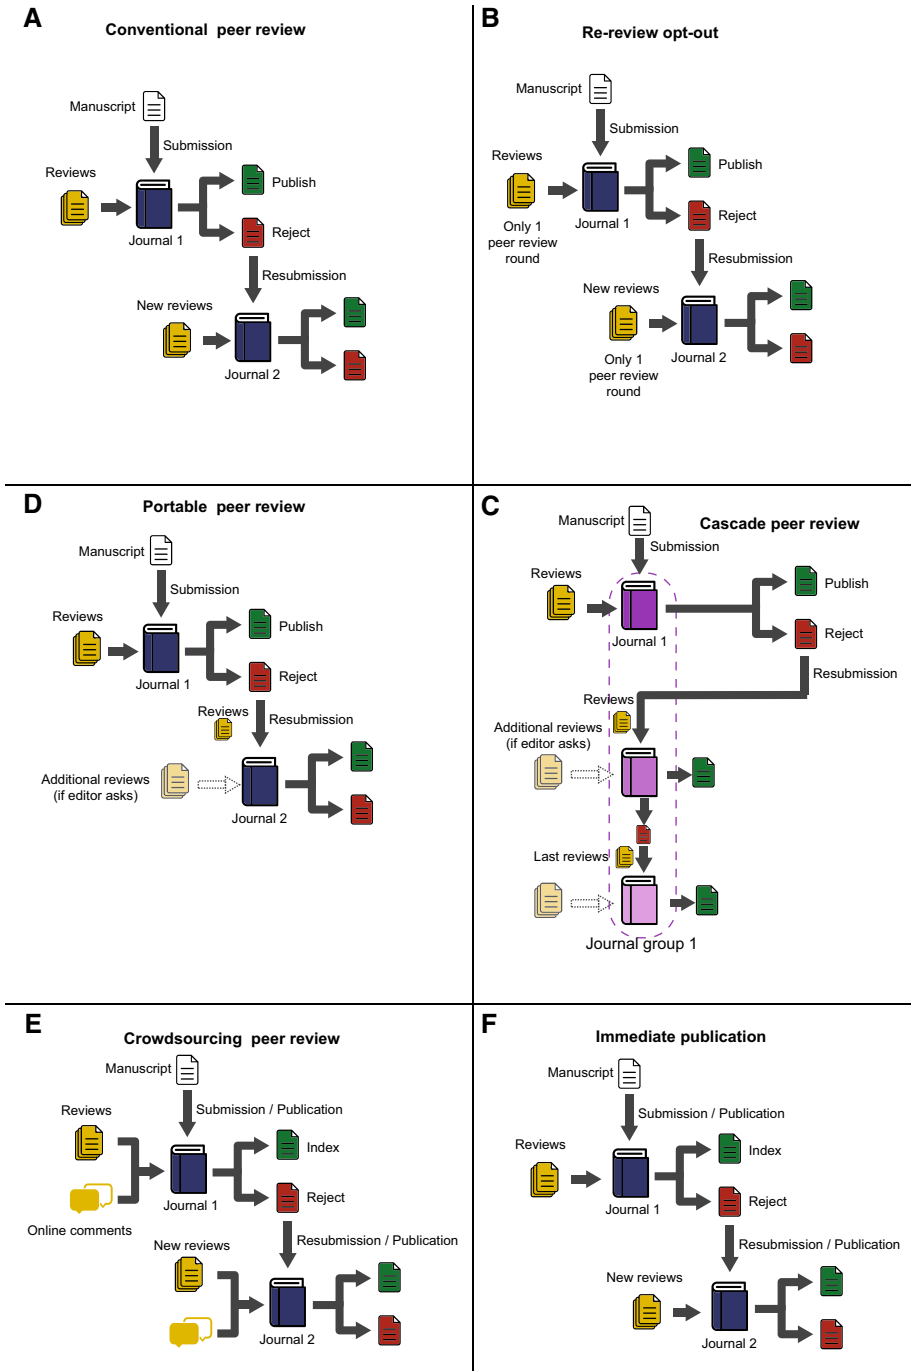 A
Conventional peer review
Manuscript
Submission
Reviews
Publish
Journal 1
Reject
Resubmission
New reviews
Journal 2
B
Re-review opt-out
Manuscript
Submission
Reviews
Publish
Only 1
peer review
round
Journal 1
Reject
Resubmission
New reviews
Only 1
peer review
round
Journal 2
D
Portable peer review
Manuscript
Submission
Reviews
Publish
Journal 1
Reject
Reviews
Resubmission
Additional reviews
(if editor asks)
Journal 2
C
Cascade peer review
Manuscript
Submission
Reviews
Publish
Journal 1
Reject
Resubmission
Reviews
Additional reviews
(if editor asks)
Last reviews
Journal group 1
E
Crowdsourcing peer review
Manuscript
Submission / Publication
Reviews
Index
Journal 1
Reject
Online comments
Resubmission / Publication
New reviews
Journal 2
F
Immediate publication
Manuscript
Submission / Publication
Reviews
Index
Journal 1
Reject
Resubmission / Publication
New reviews
Journal 2